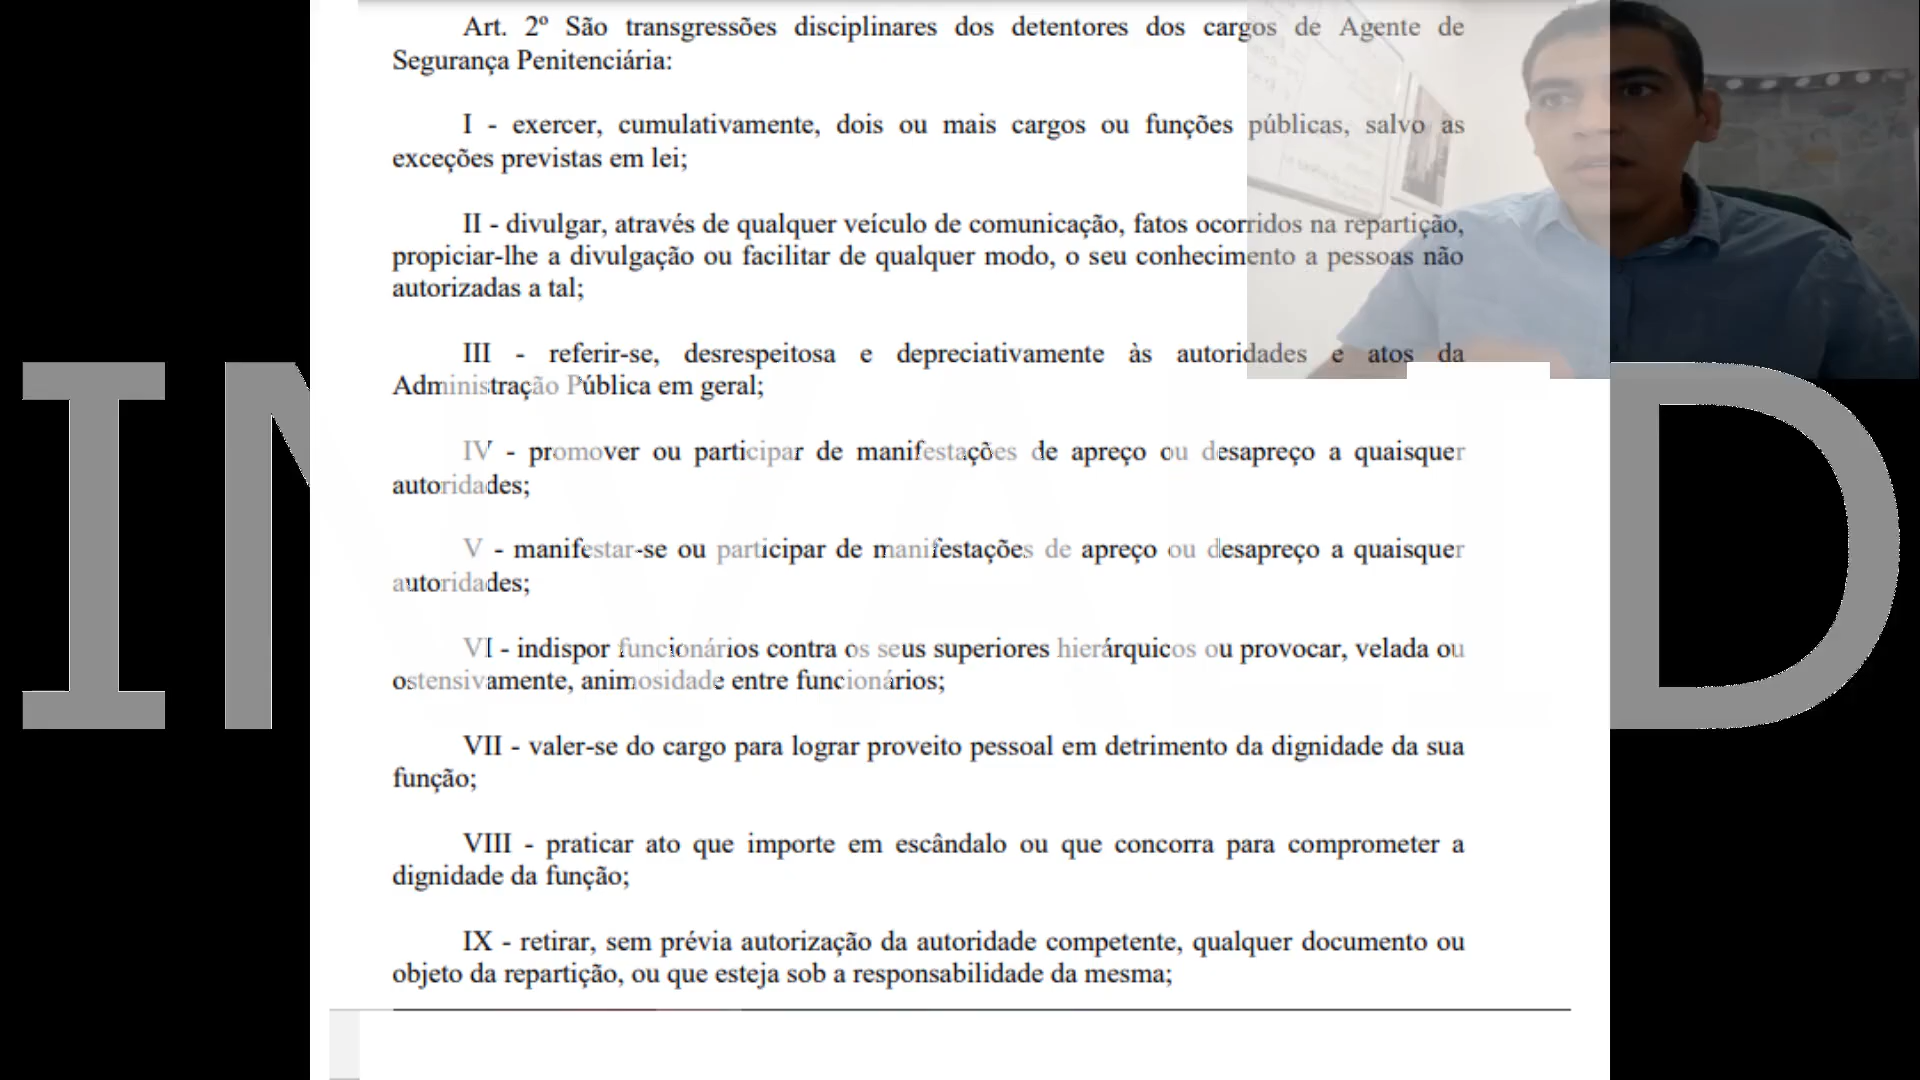 Art. 2º São transgressões disciplinares dos detentores dos cargos de Agente de
Segurança Penitenciária:
I - exercer, cumulativamente, dois ou mais cargos ou funções públicas, salvo as
exceções previstas em lei;
II - divulgar, através de qualquer veículo de comunicação, fatos ocorridos na repartição,
propiciar-lhe a divulgação ou facilitar de qualquer modo, o seu conhecimento a pessoas não
autorizadas a tal;
III - referir-se, desrespeitosa e depreciativamente às autoridades e atos da
Administração Pública em geral;
IV - promover ou participar de manifestações de apreço ou desapreço a quaisquer
autoridades;
V - manifestar-se ou participar de manifestações de apreço ou desapreço a quaisquer
autoridades;
VI - indispor funcionários contra os seus superiores hierárquicos ou provocar, velada ou
ostensivamente, animosidade entre funcionários;
VII - valer-se do cargo para lograr proveito pessoal em detrimento da dignidade da sua
função;
VIII - praticar ato que importe em escândalo ou que concorra para comprometer a
dignidade da função;
IX - retirar, sem prévia autorização da autoridade competente, qualquer documento ou
objeto da repartição, ou que esteja sob a responsabilidade da mesma;